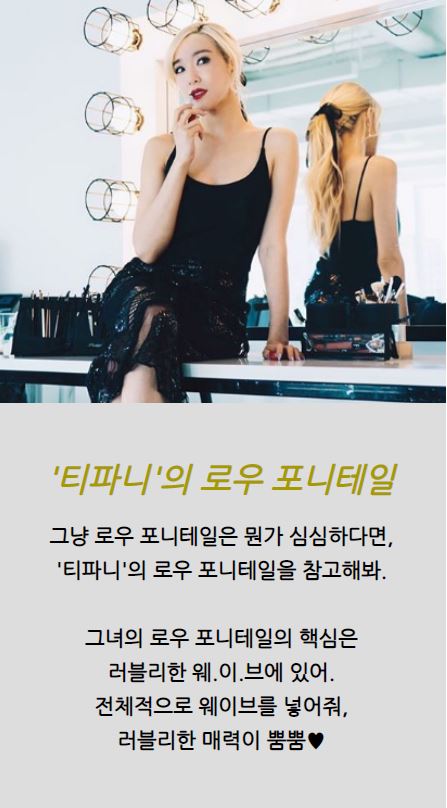 '티파니'의 로우 포니테일
그냥 로우 포니테일은 뭔가 심심하다면,
'티파니'의 로우 포니테일을 참고해봐.
그녀의 로우 포니테일의 핵심은
러블리한 웨.이.브에 있어.
전체적으로 웨이브를 넣어줘,
러블리한 매력이 뿜뿜♥